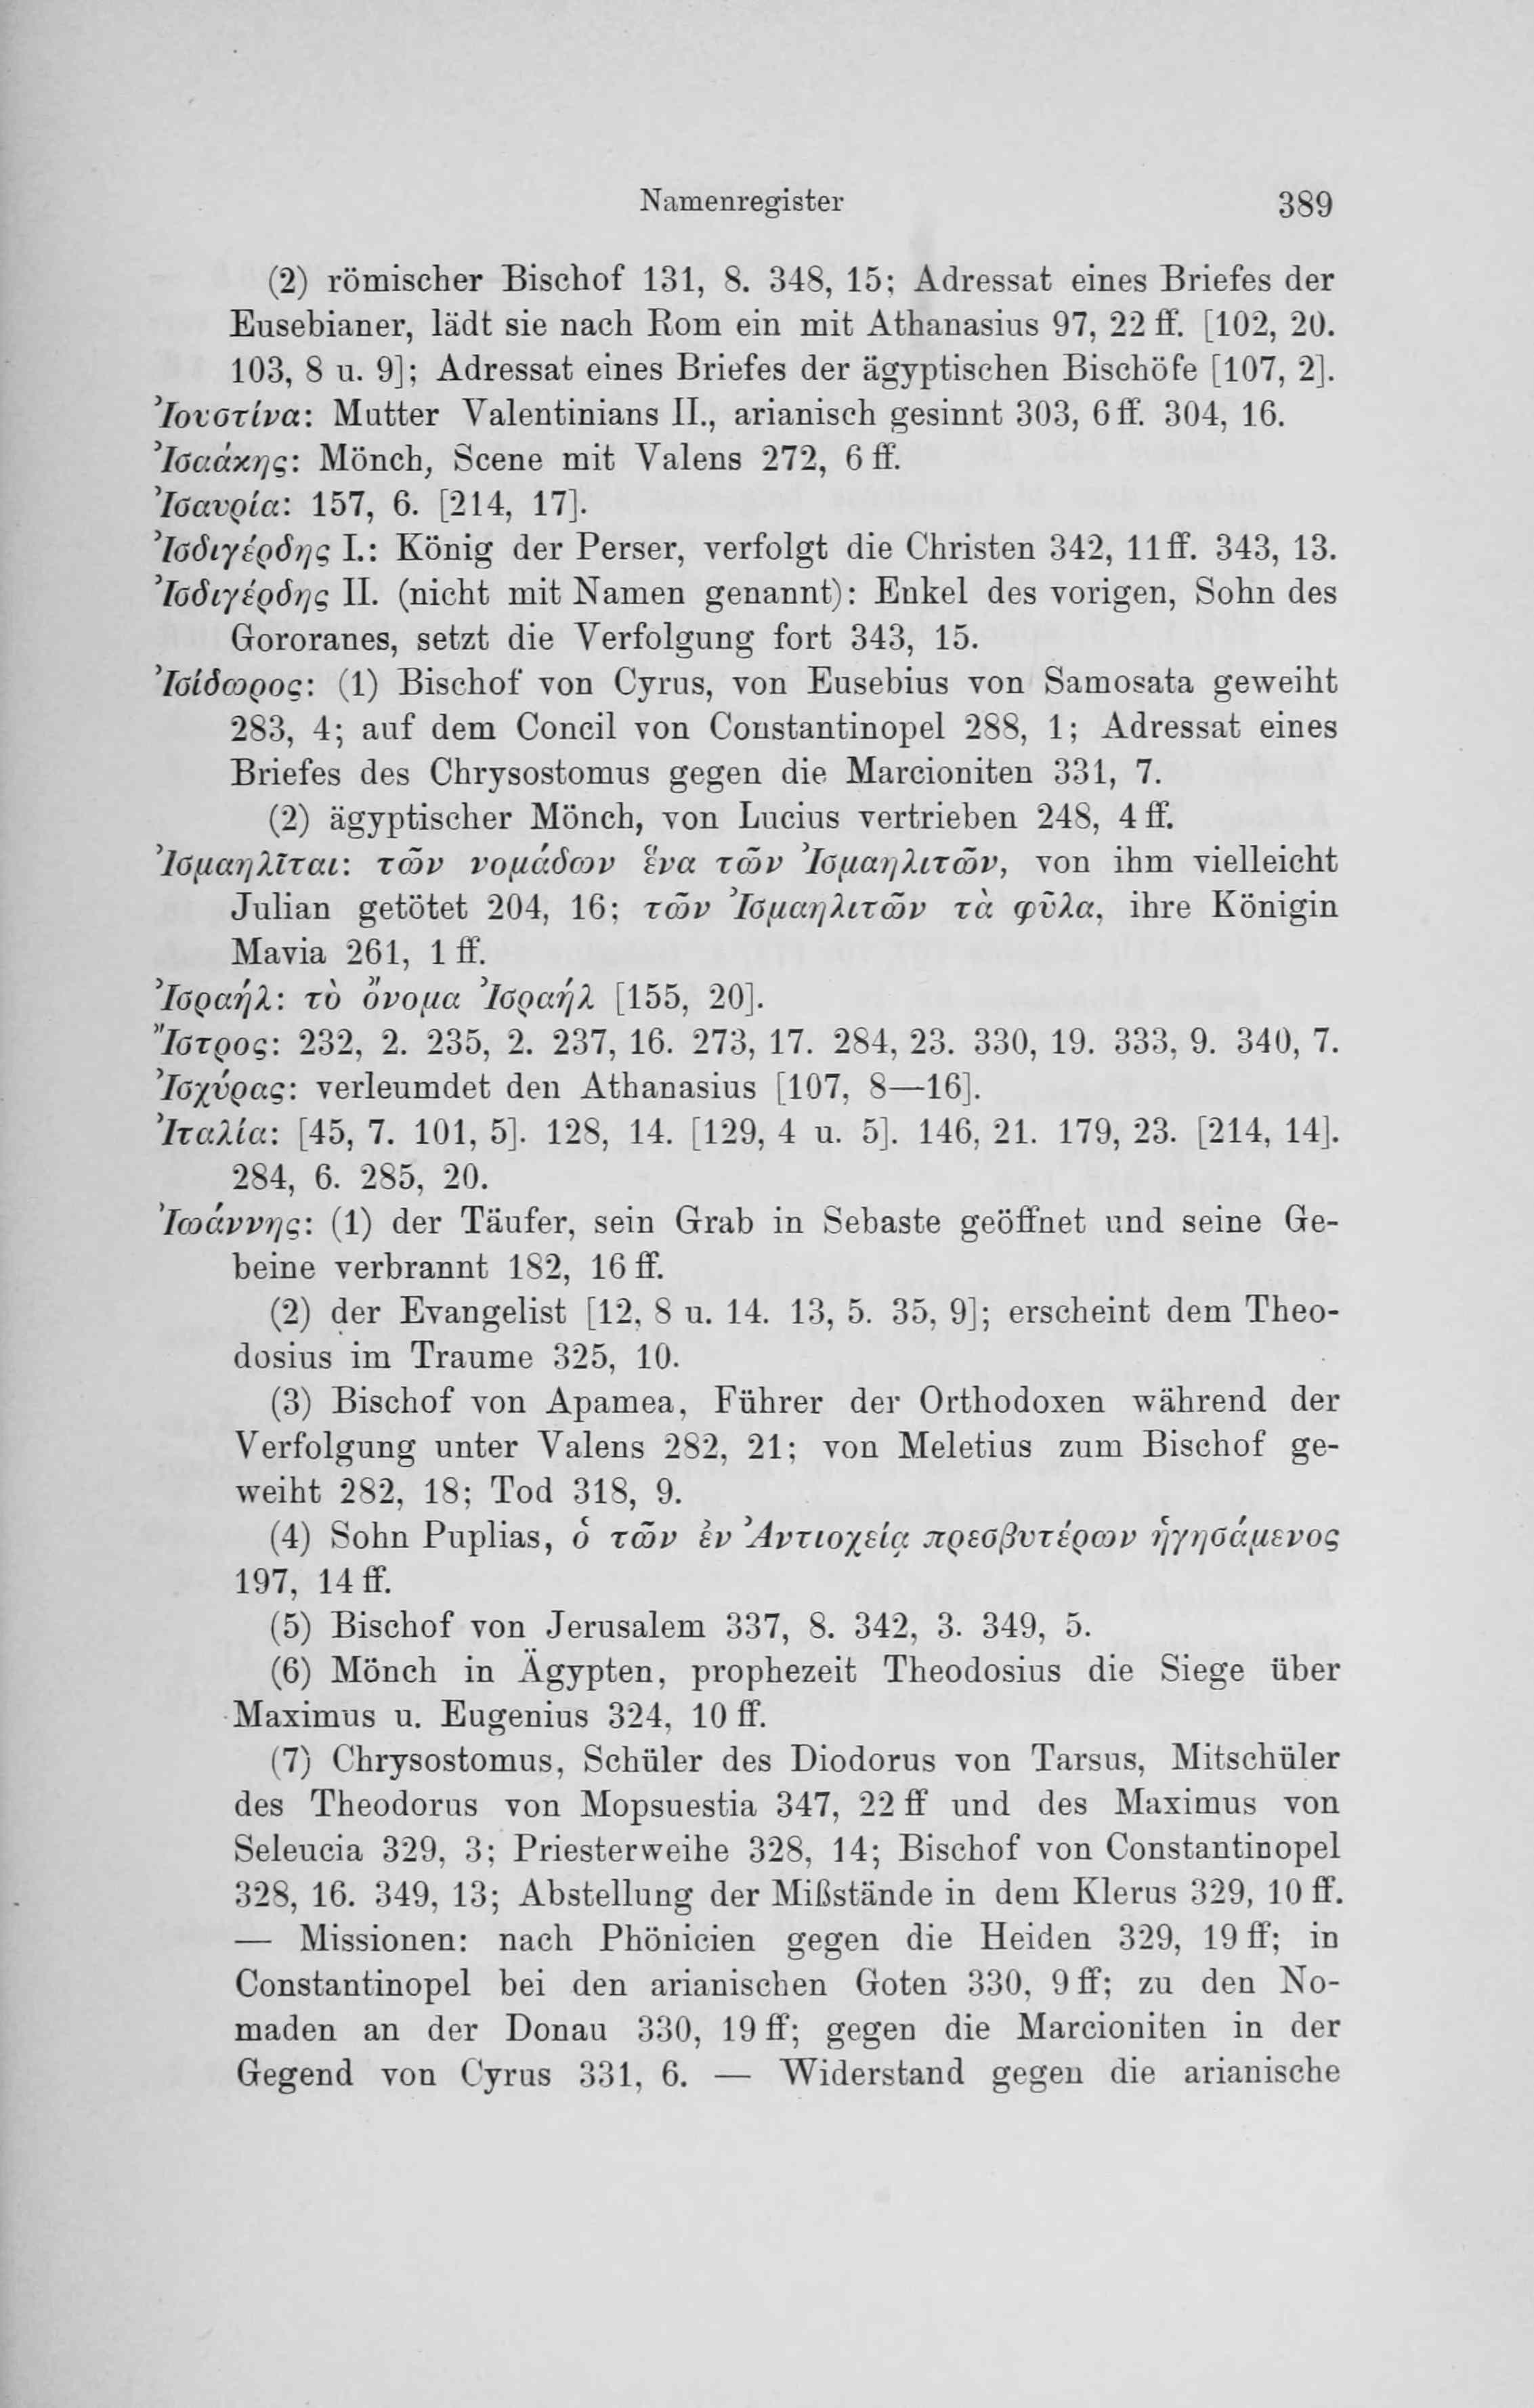 Namenregister 389
(2) römischer Bischof 131, 8. 348, 15; Adressat eines Briefes der
Eusebianer, lädt sie nach Rom ein mit Athanasius 97, 22 ff. [102, 20.
103, 8 u. 9]; Adressat eines Briefes der ägyptischen Bischöfe [107, 2].
Ἰουστίνα: Mutter Valentinians II., arianisch gesinnt 303, 6 ff. 304, 16.
Ἰσαάκης: Mönch, Scene mit Valens 272, 6 ff.
Ἰσαυρία: 157, 6. [214, 17].
Ἰσδιγέρδης I.: König der Perser, verfolgt die Christen 342, 11 ff. 343, 13.
Ἰσδιγέρδης II. (nicht mit Namen genannt): Enkel des vorigen, Sohn des
Gororanes, setzt die Verfolgung fort 343, 15.
Ἰσίδωρος: (1) Bischof von Cyrus, von Eusebius von Samosata geweiht
283, 4; auf dem Concil von Constantinopel 288, 1; Adressat eines
Briefes des Chrysostomus gegen die Marcioniten 331, 7.
(2) ägyptischer Mönch, von Lucius vertrieben 248, 4 ff.
Ἰσμαηλῖται: τῶν νομάδων ἕνα τῶν Ἰσμαηλιτῶν, von ihm vielleicht
Julian getötet 204, 16; τῶν Ἰσμαηλιτῶν τὰ φῦλα, ihre Königin
Mavia 261, 1 ff.
Ἰσραήλ: τὸ ὄνομα Ἰσραήλ [155, 20].
Ἴστρος: 232, 2. 235, 2. 237, 16. 273, 17. 284, 23. 330, 19. 333, 9. 340, 7.
Ἰσχύρας: verleumdet den Athanasius [107, 8—16].
Ἰταλία: [45, 7. 101, 5]. 128, 14. [129, 4 u. 5]. 146, 21. 179, 23. [214, 14].
284, 6. 285, 20.
Ἰωάννης: (1) der Täufer, sein Grab in Sebaste geöffnet und seine Ge-
beine verbrannt 182, 16 ff.
(2) der Evangelist [12, 8 u. 14. 13, 5. 35, 9]; erscheint dem Theo-
dosius im Traume 325, 10.
(3) Bischof von Apamea, Führer der Orthodoxen während der
Verfolgung unter Valens 282, 21; von Meletius zum Bischof ge-
weiht 282, 18; Tod 318, 9.
(4) Sohn Puplias, ὁ τῶν ἐν Ἀντιοχείᾳ πρεσβυτέρων ἡγησάμενος
197, 14 ff.
(5) Bischof von Jerusalem 337, 8. 342, 3. 349, 5.
(6) Mönch in Ägypten, prophezeit Theodosius die Siege über
Maximus u. Eugenius 324, 10 ff.
(7) Chrysostomus, Schüler des Diodorus von Tarsus, Mitschüler
des Theodorus von Mopsuestia 347, 22 ff und des Maximus von
Seleucia 329, 3; Priesterweihe 328, 14; Bischof von Constantinopel
328, 16. 349, 13; Abstellung der Mißstände in dem Klerus 329, 10 ff.
— Missionen: nach Phönicien gegen die Heiden 329, 19 ff; in
Constantinopel bei den arianischen Goten 330, 9 ff; zu den No-
maden an der Donau 330, 19 ff; gegen die Marcioniten in der
Gegend von Cyrus 331, 6. — Widerstand gegen die arianische